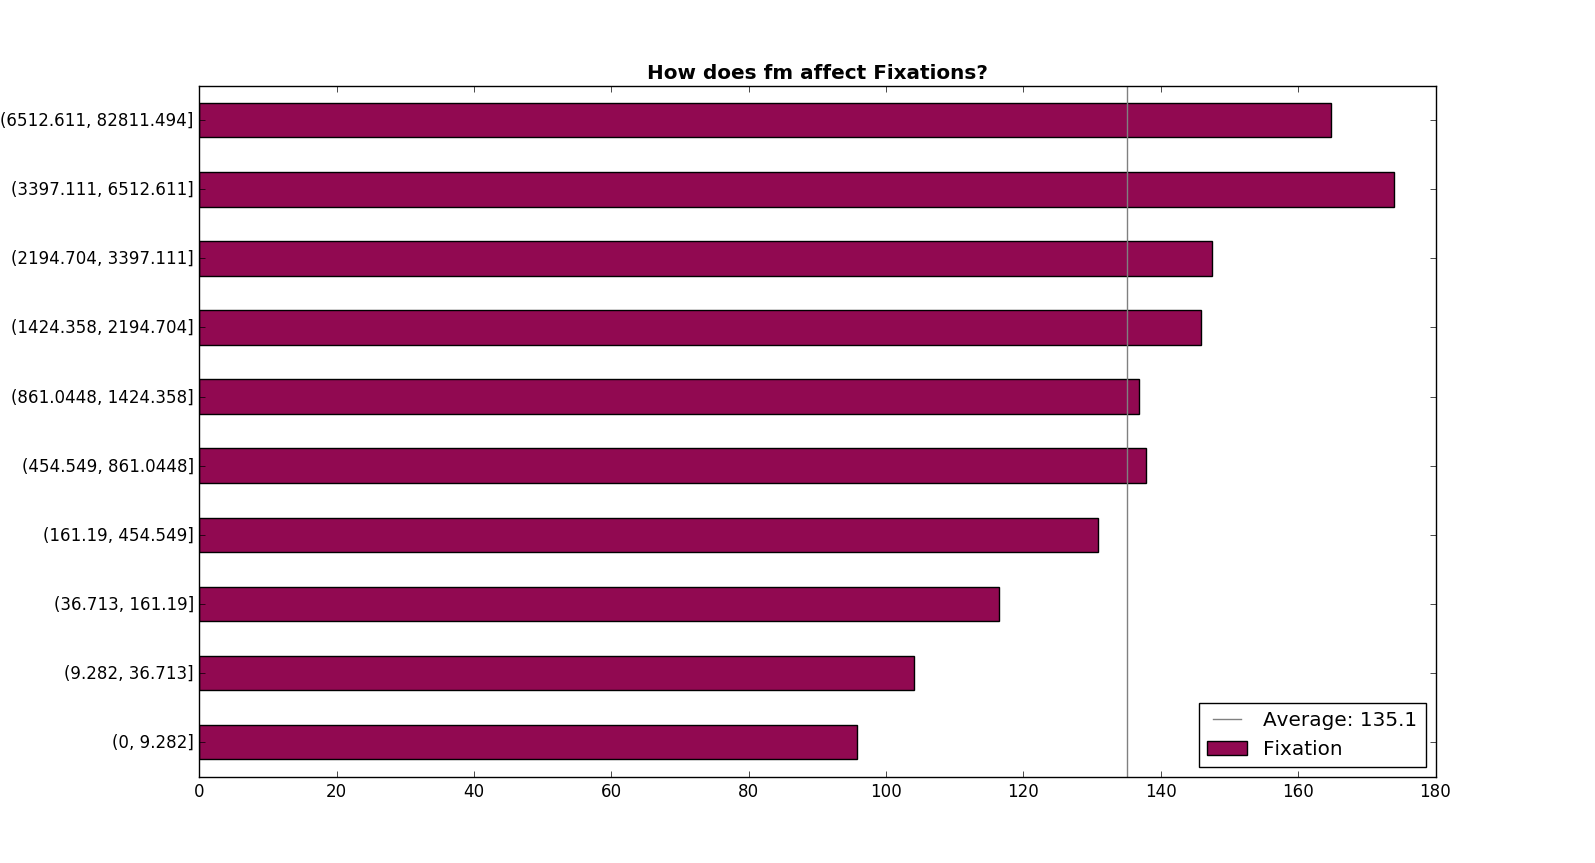 How does fm affect Fixations?
(6512.611, 82811.494]
(3397.111, 6512.611]
(2194.704, 3397.111]
(1424.358, 2194.704]
(861.0448, 1424.358]
(454.549, 861.0448]
(161.19, 454.549]
(36.713, 161.19]
(9.282, 36.713]
(0, 9.282]
Average: 135.1
Fixation
0 20 40 60 80 100 120 140 160 180